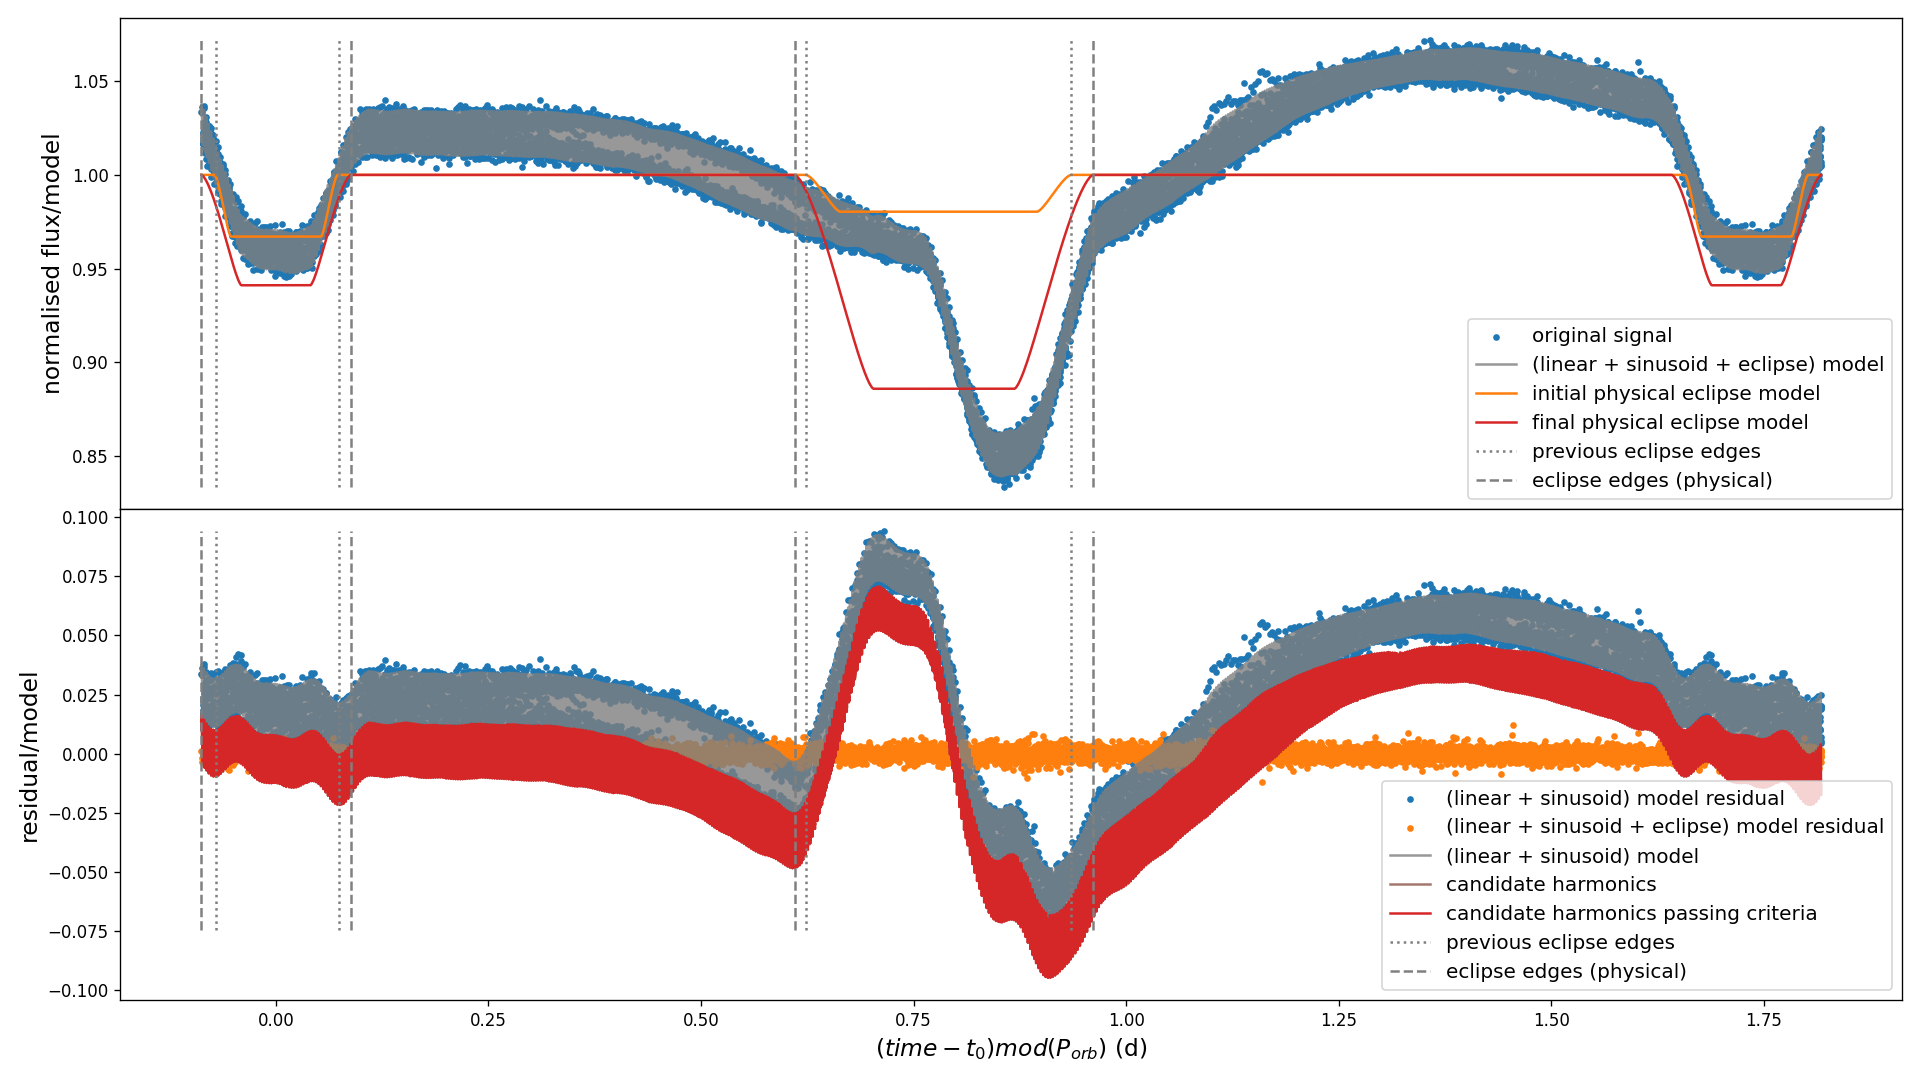 normalised flux/model
1.05
1.00
0.95
0.90
0.85
original signal
(linear + sinusoid + eclipse) model
initial physical eclipse model
final physical eclipse model
previous eclipse edges
eclipse edges (physical)
residual/model
0.100
0.075
0.050
0.025
0.000
−0.025
−0.050
−0.075
−0.100
(linear + sinusoid) model residual
(linear + sinusoid + eclipse) model residual
(linear + sinusoid) model
candidate harmonics
candidate harmonics passing criteria
previous eclipse edges
eclipse edges (physical)
0.00 0.25 0.50 0.75 1.00 1.25 1.50 1.75
(time − t₀)mod(P_orb) (d)